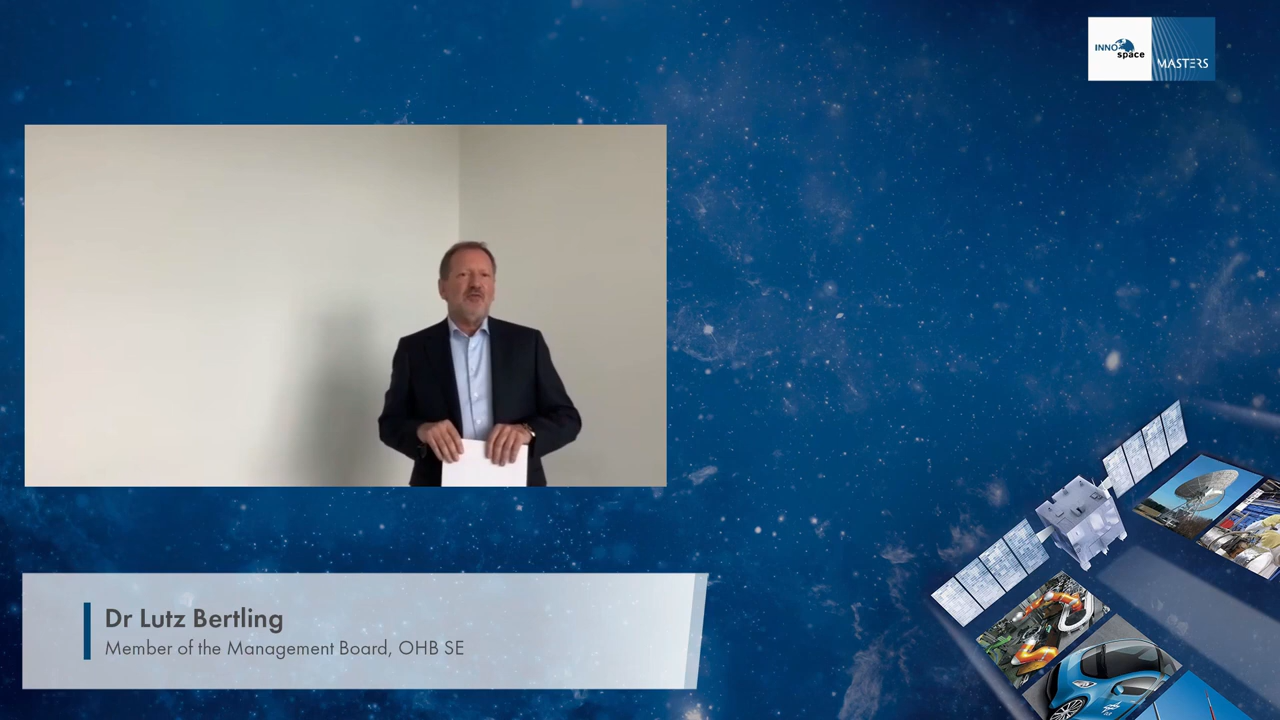 INNO
space
MASTERS
Dr Lutz Bertling
Member of the Management Board, OHB SE